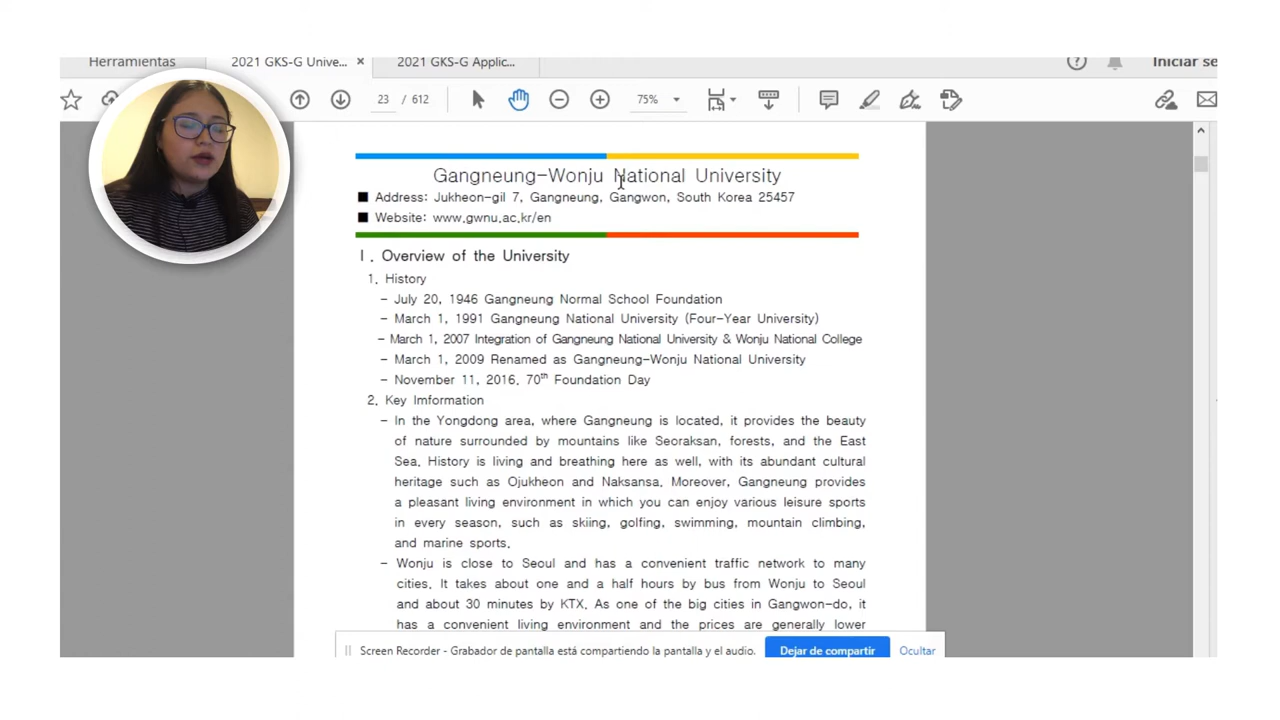 Herramientas
2021 GKS-G Unive...
2021 GKS-G Applic...
Iniciar se
23 / 612
75%
Gangneung-Wonju National University
■ Address: Jukheon-gil 7, Gangneung, Gangwon, South Korea 25457
■ Website: www.gwnu.ac.kr/en
Ⅰ. Overview of the University
1. History
- July 20, 1946 Gangneung Normal School Foundation
- March 1, 1991 Gangneung National University (Four-Year University)
- March 1, 2007 Integration of Gangneung National University & Wonju National College
- March 1, 2009 Renamed as Gangneung-Wonju National University
- November 11, 2016. 70th Foundation Day
2. Key Imformation
- In the Yongdong area, where Gangneung is located, it provides the beauty
of nature surrounded by mountains like Seoraksan, forests, and the East
Sea. History is living and breathing here as well, with its abundant cultural
heritage such as Ojukheon and Naksansa. Moreover, Gangneung provides
a pleasant living environment in which you can enjoy various leisure sports
in every season, such as skiing, golfing, swimming, mountain climbing,
and marine sports.
- Wonju is close to Seoul and has a convenient traffic network to many
cities. It takes about one and a half hours by bus from Wonju to Seoul
and about 30 minutes by KTX. As one of the big cities in Gangwon-do, it
has a convenient living environment and the prices are generally lower
Screen Recorder - Grabador de pantalla está compartiendo la pantalla y el audio.
Dejar de compartir
Ocultar